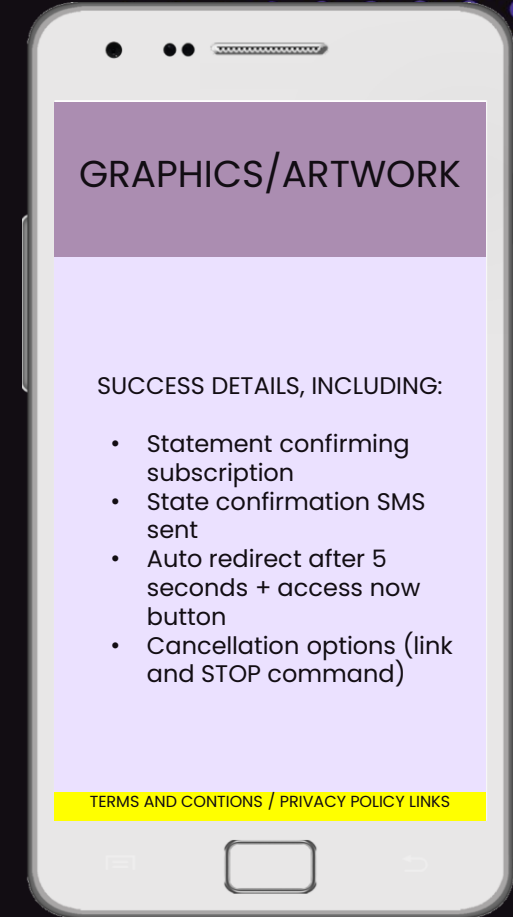 GRAPHICS/ARTWORK
SUCCESS DETAILS, INCLUDING:
• Statement confirming
subscription
• State confirmation SMS
sent
• Auto redirect after 5
seconds + access now
button
• Cancellation options (link
and STOP command)
TERMS AND CONTIONS / PRIVACY POLICY LINKS